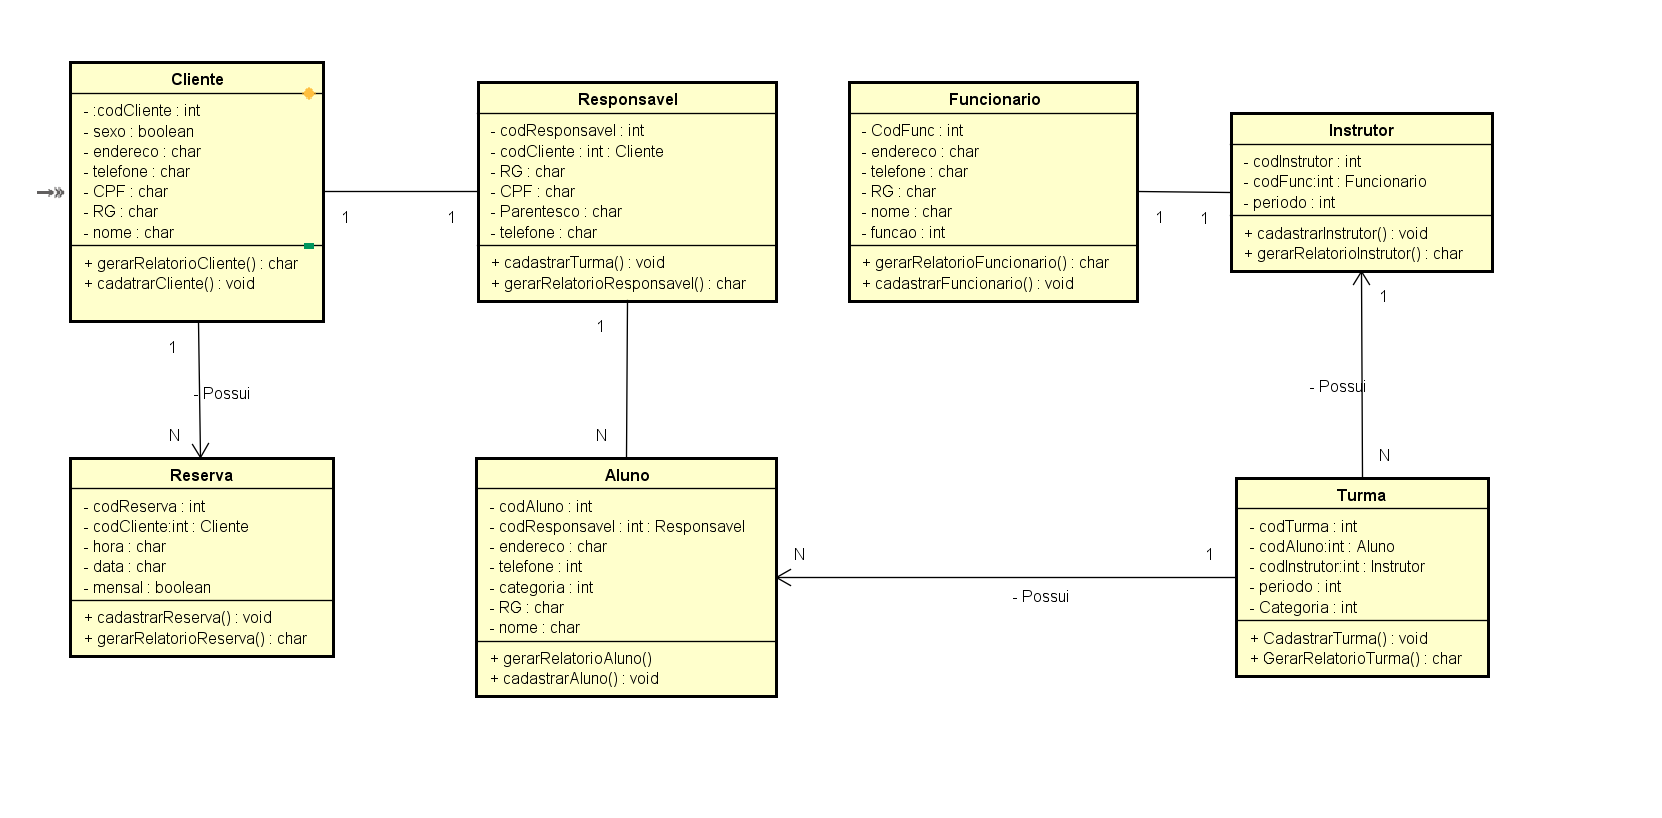 Cliente
- :codCliente : int
- sexo : boolean
- endereco : char
- telefone : char
- CPF : char
- RG : char
- nome : char
+ gerarRelatorioCliente() : char
+ cadatrarCliente() : void
Responsavel
- codResponsavel : int
- codCliente : int : Cliente
- RG : char
- CPF : char
- Parentesco : char
- telefone : char
+ cadastrarTurma() : void
+ gerarRelatorioResponsavel() : char
Funcionario
- CodFunc : int
- endereco : char
- telefone : char
- RG : char
- nome : char
- funcao : int
+ gerarRelatorioFuncionario() : char
+ cadastrarFuncionario() : void
Instrutor
- codInstrutor : int
- codFunc:int : Funcionario
- periodo : int
+ cadastrarInstrutor() : void
+ gerarRelatorioInstrutor() : char
1
1
1
1
1
- Possui
N
1
N
1
- Possui
N
Reserva
- codReserva : int
- codCliente:int : Cliente
- hora : char
- data : char
- mensal : boolean
+ cadastrarReserva() : void
+ gerarRelatorioReserva() : char
Aluno
- codAluno : int
- codResponsavel : int : Responsavel
- endereco : char
- telefone : int
- categoria : int
- RG : char
- nome : char
+ gerarRelatorioAluno()
+ cadastrarAluno() : void
N
1
- Possui
Turma
- codTurma : int
- codAluno:int : Aluno
- codInstrutor:int : Instrutor
- periodo : int
- Categoria : int
+ CadastrarTurma() : void
+ GerarRelatorioTurma() : char